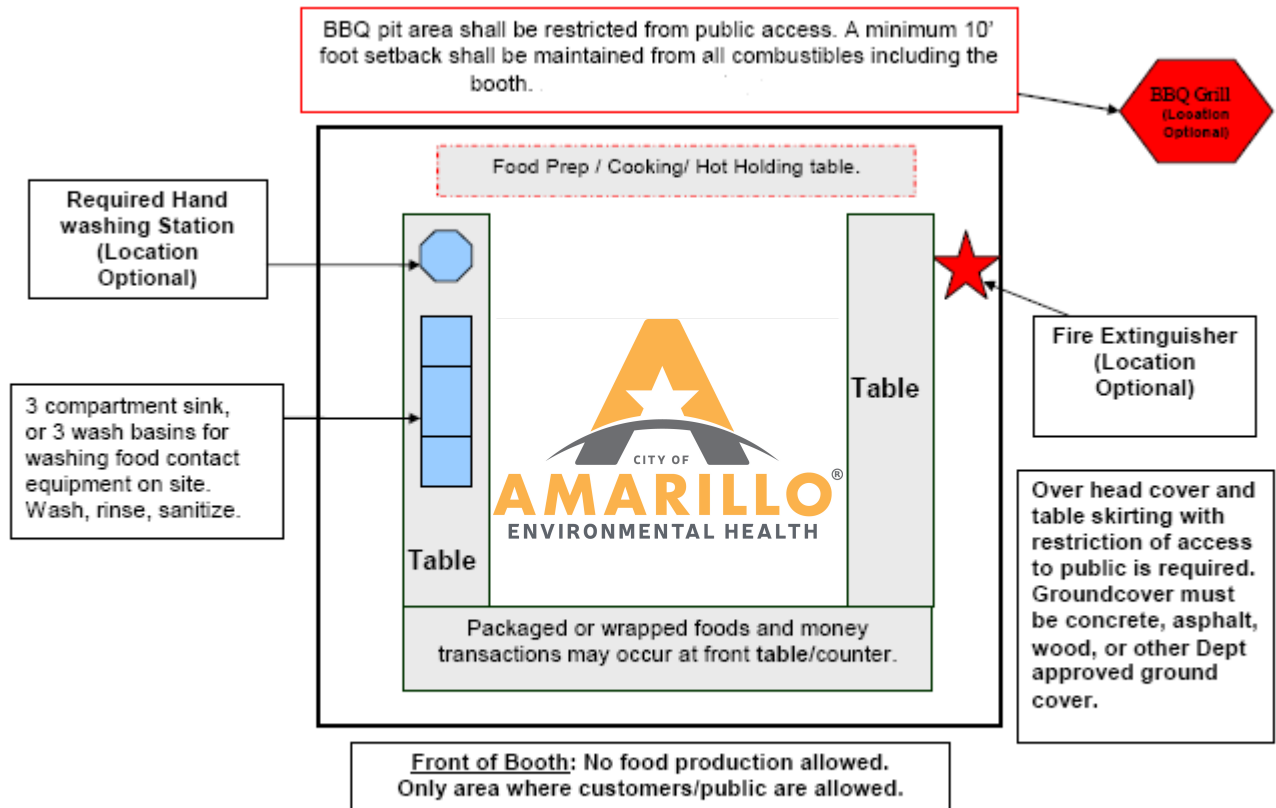 BBQ pit area shall be restricted from public access. A minimum 10'
foot setback shall be maintained from all combustibles including the
booth.
BBQ Grill
(Location
Optional)
Food Prep / Cooking/ Hot Holding table.
Required Hand
washing Station
(Location
Optional)
Fire Extinguisher
(Location
Optional)
3 compartment sink,
or 3 wash basins for
washing food contact
equipment on site.
Wash, rinse, sanitize.
Table
Table
CITY OF
AMARILLO®
ENVIRONMENTAL HEALTH
Over head cover and
table skirting with
restriction of access
to public is required.
Groundcover must
be concrete, asphalt,
wood, or other Dept
approved ground
cover.
Packaged or wrapped foods and money
transactions may occur at front table/counter.
Front of Booth: No food production allowed.
Only area where customers/public are allowed.